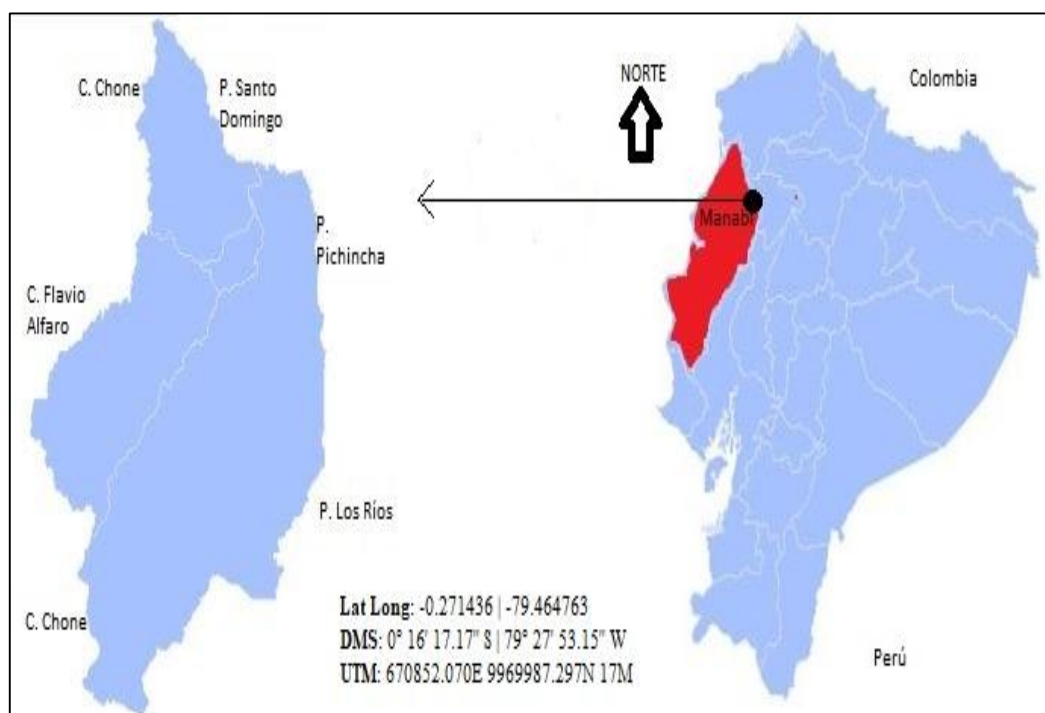 C. Chone
P. Santo
Domingo
NORTE
Colombia
Manabí
P.
Pichincha
C. Flavio
Alfaro
P. Los Ríos
C. Chone
Lat Long: -0.271436 | -79.464763
DMS: 0° 16' 17.17" S | 79° 27' 53.15" W
UTM: 670852.070E 9969987.297N 17M
Perú